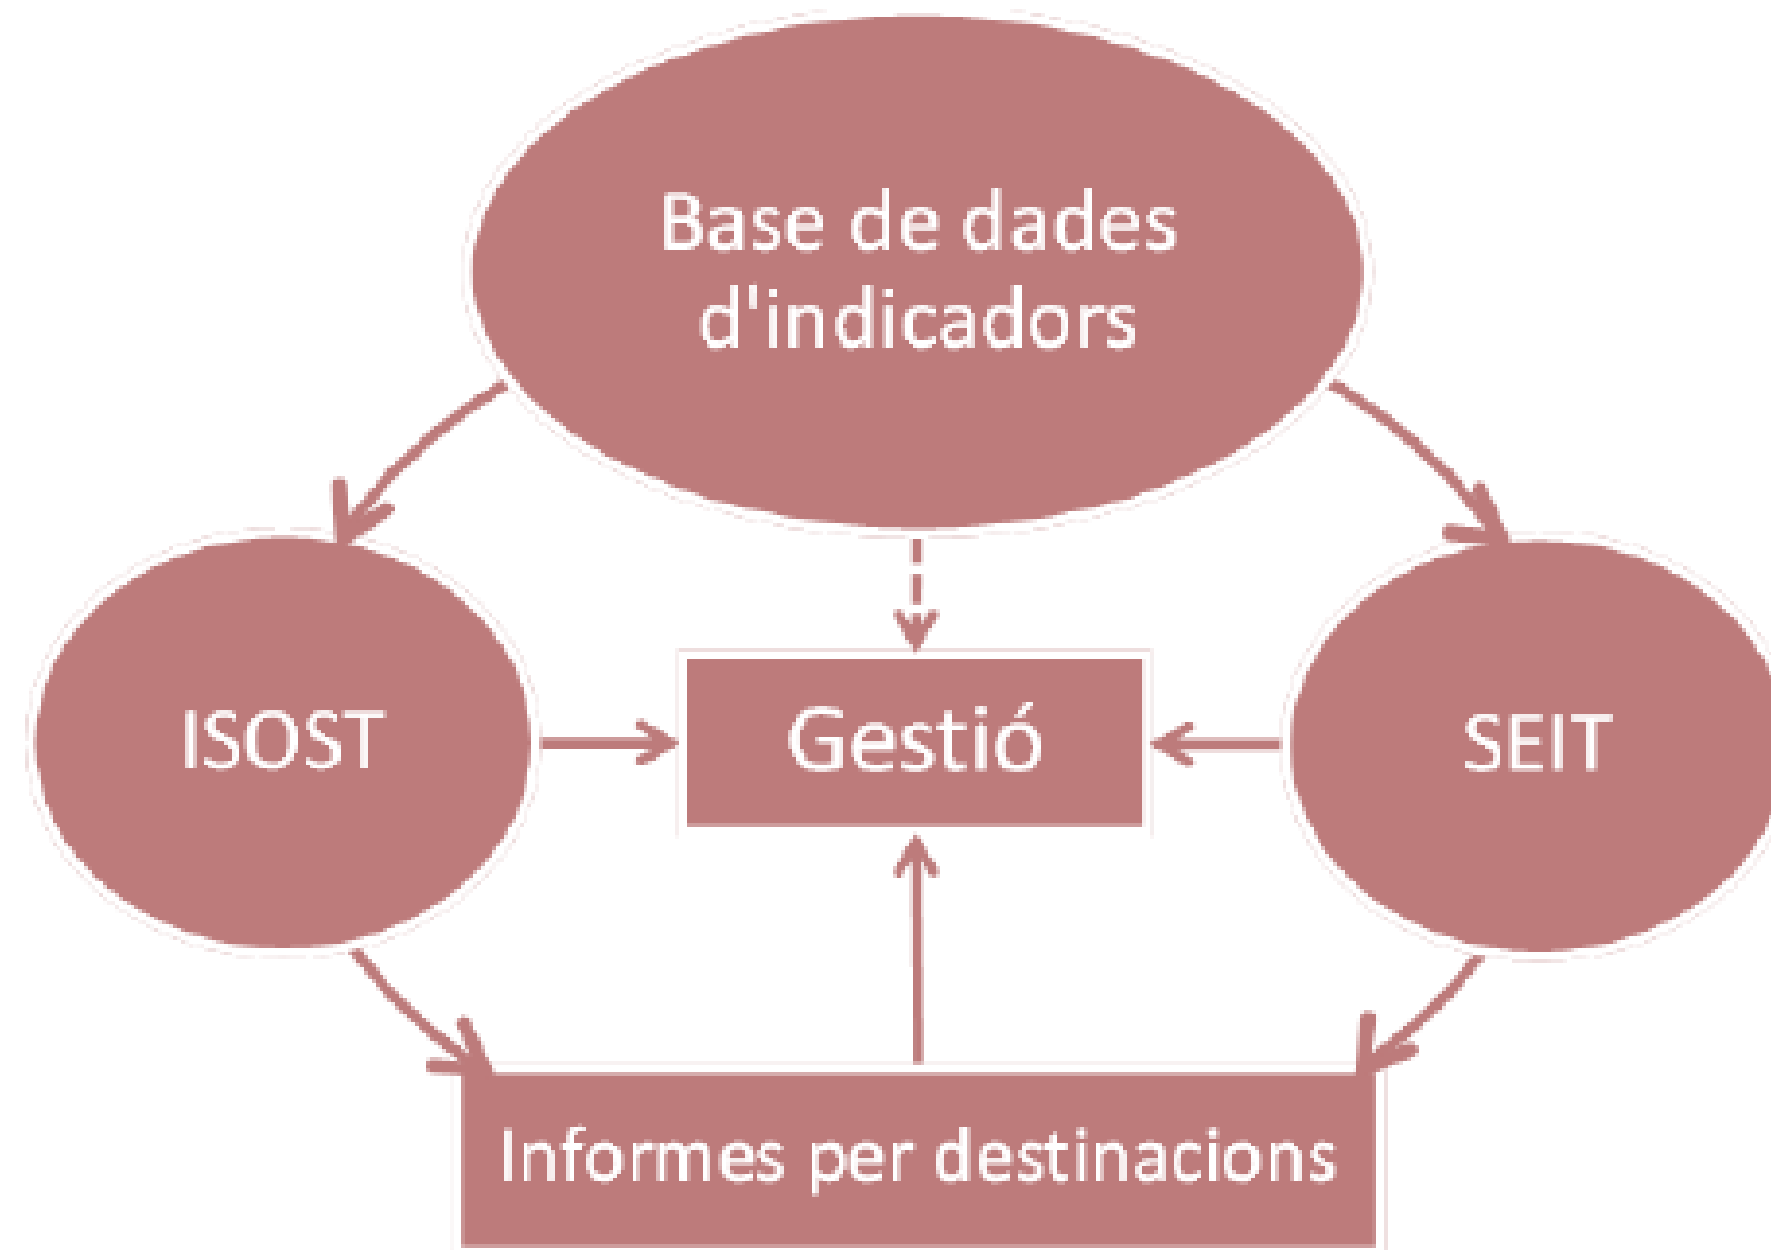 Base de dades
d'indicadors
ISOST
Gestió
SEIT
Informes per destinacions